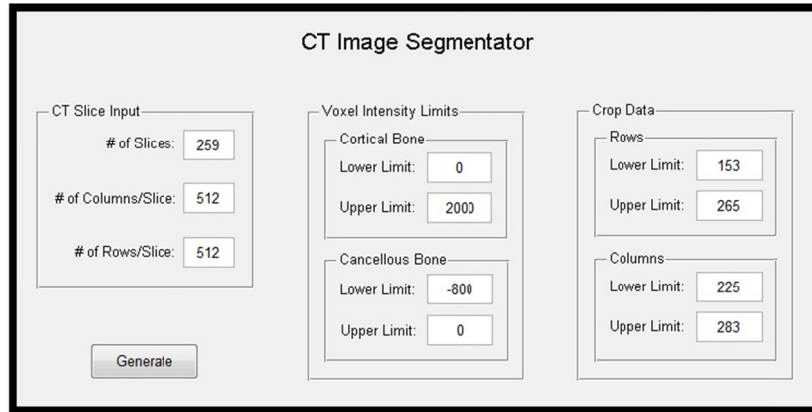 CT Image Segmentator
CT Slice Input
# of Slices: 259
# of Columns/Slice: 512
# of Rows/Slice: 512
Generate
Voxel Intensity Limits
Cortical Bone
Lower Limit: 0
Upper Limit: 2000
Cancellous Bone
Lower Limit: -800
Upper Limit: 0
Crop Data
Rows
Lower Limit: 153
Upper Limit: 265
Columns
Lower Limit: 225
Upper Limit: 283